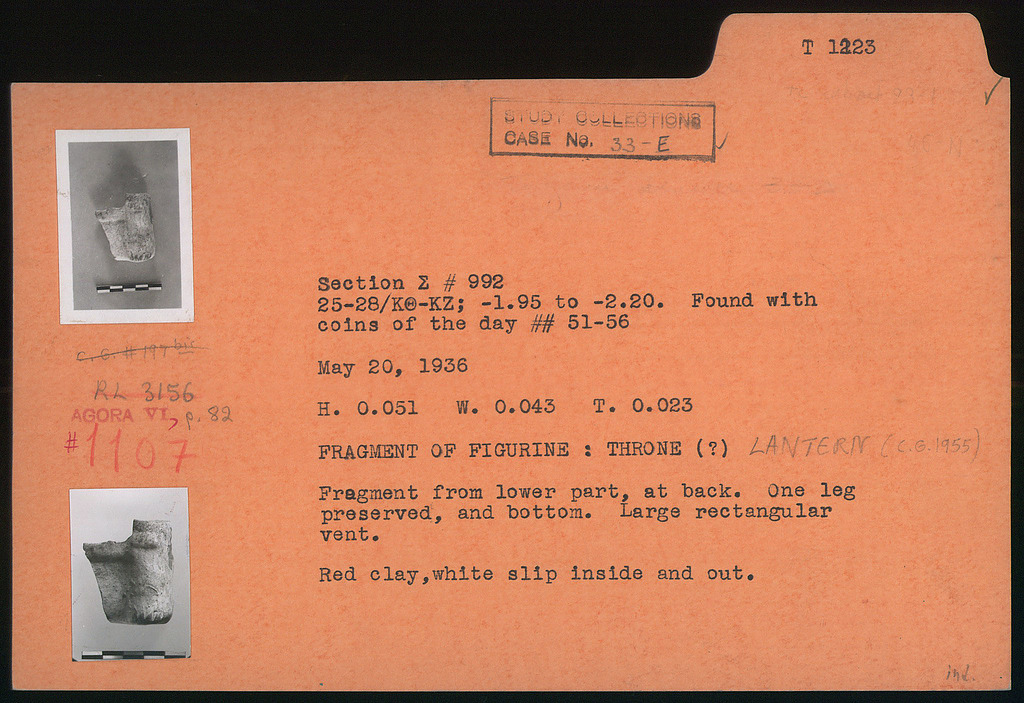 T 1223
STUDY COLLECTIONS
CASE No. 33-E
Section Σ # 992
25-28/KΘ-KZ; -1.95 to -2.20. Found with
coins of the day ## 51-56
May 20, 1936
H. 0.051 W. 0.043 T. 0.023
FRAGMENT OF FIGURINE : THRONE (?) LANTERN (C.G. 1955)
Fragment from lower part, at back. One leg
preserved, and bottom. Large rectangular
vent.
Red clay,white slip inside and out.
C.G. # 197 bis
RL 3156
AGORA VI, p. 82
#1107
ind.